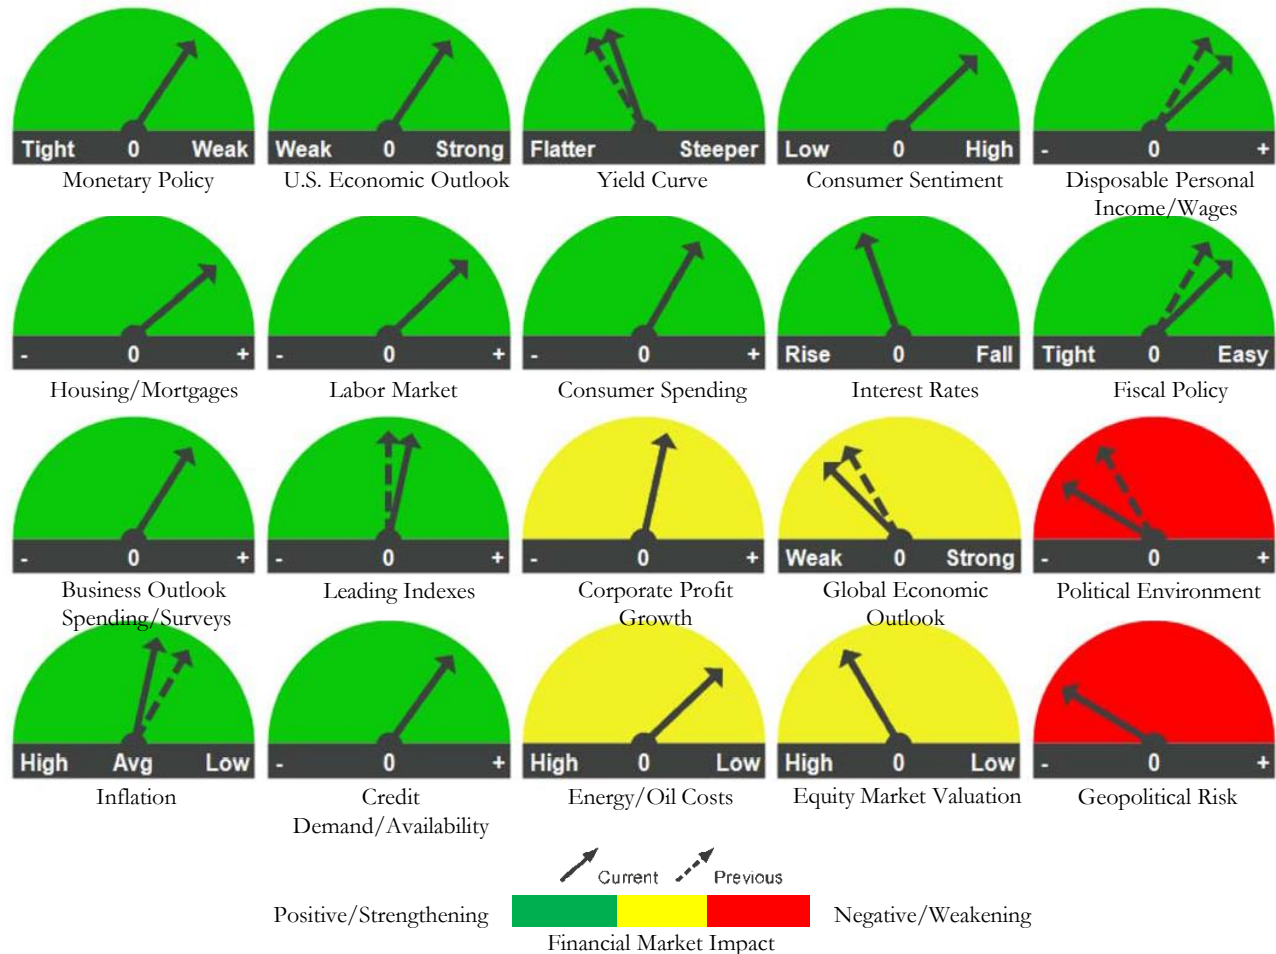 Tight 0 Weak
Weak 0 Strong
Flatter Steeper
Low 0 High
- 0 +
Monetary Policy
U.S. Economic Outlook
Yield Curve
Consumer Sentiment
Disposable Personal
Income/Wages
- 0 +
- 0 +
- 0 +
Rise 0 Fall
Tight 0 Easy
Housing/Mortgages
Labor Market
Consumer Spending
Interest Rates
Fiscal Policy
- 0 +
- 0 +
- 0 +
Weak 0 Strong
- 0 +
Business Outlook
Spending/Surveys
Leading Indexes
Corporate Profit
Growth
Global Economic
Outlook
Political Environment
High Avg Low
- 0 +
High 0 Low
High 0 Low
- 0 +
Inflation
Credit
Demand/Availability
Energy/Oil Costs
Equity Market Valuation
Geopolitical Risk
Current Previous
Positive/Strengthening Negative/Weakening
Financial Market Impact